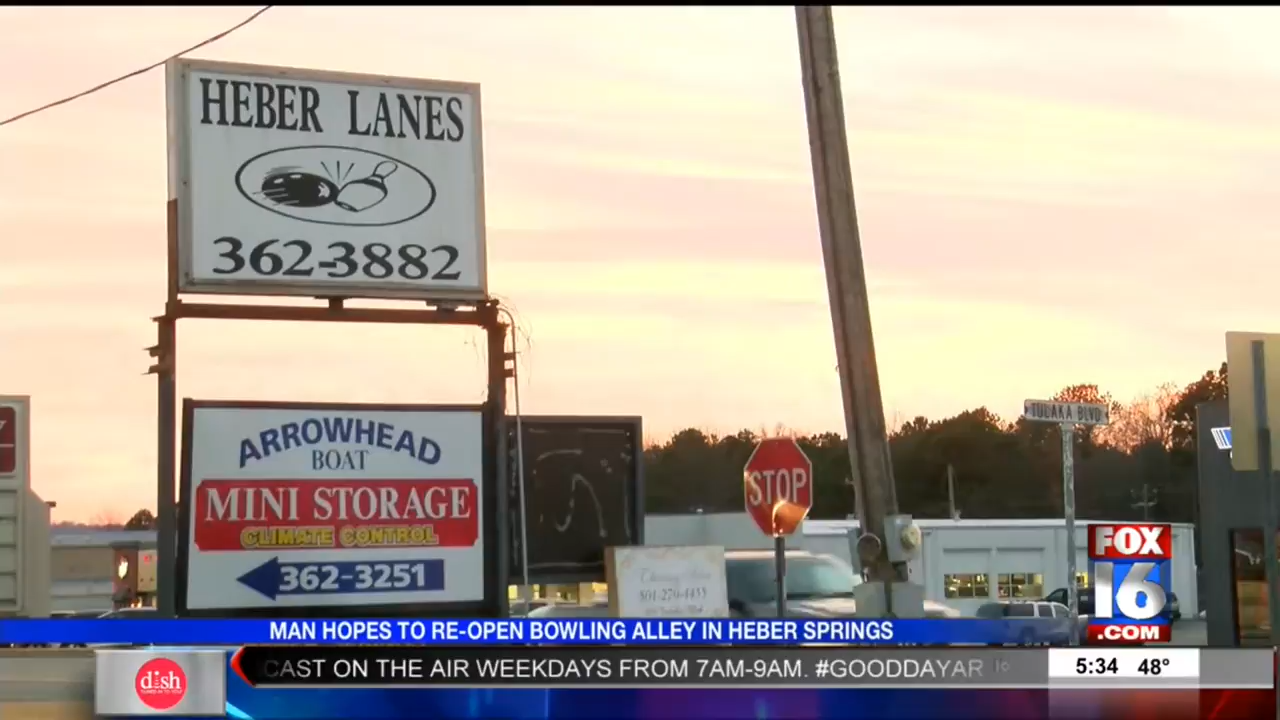 HEBER LANES
362-3882
ARROWHEAD
BOAT
MINI STORAGE
CLIMATE CONTROL
362-3251
STOP
TULAKA BLVD
FOX
16
.COM
MAN HOPES TO RE-OPEN BOWLING ALLEY IN HEBER SPRINGS
dish
CAST ON THE AIR WEEKDAYS FROM 7AM-9AM. #GOODDAYAR
5:34 48°